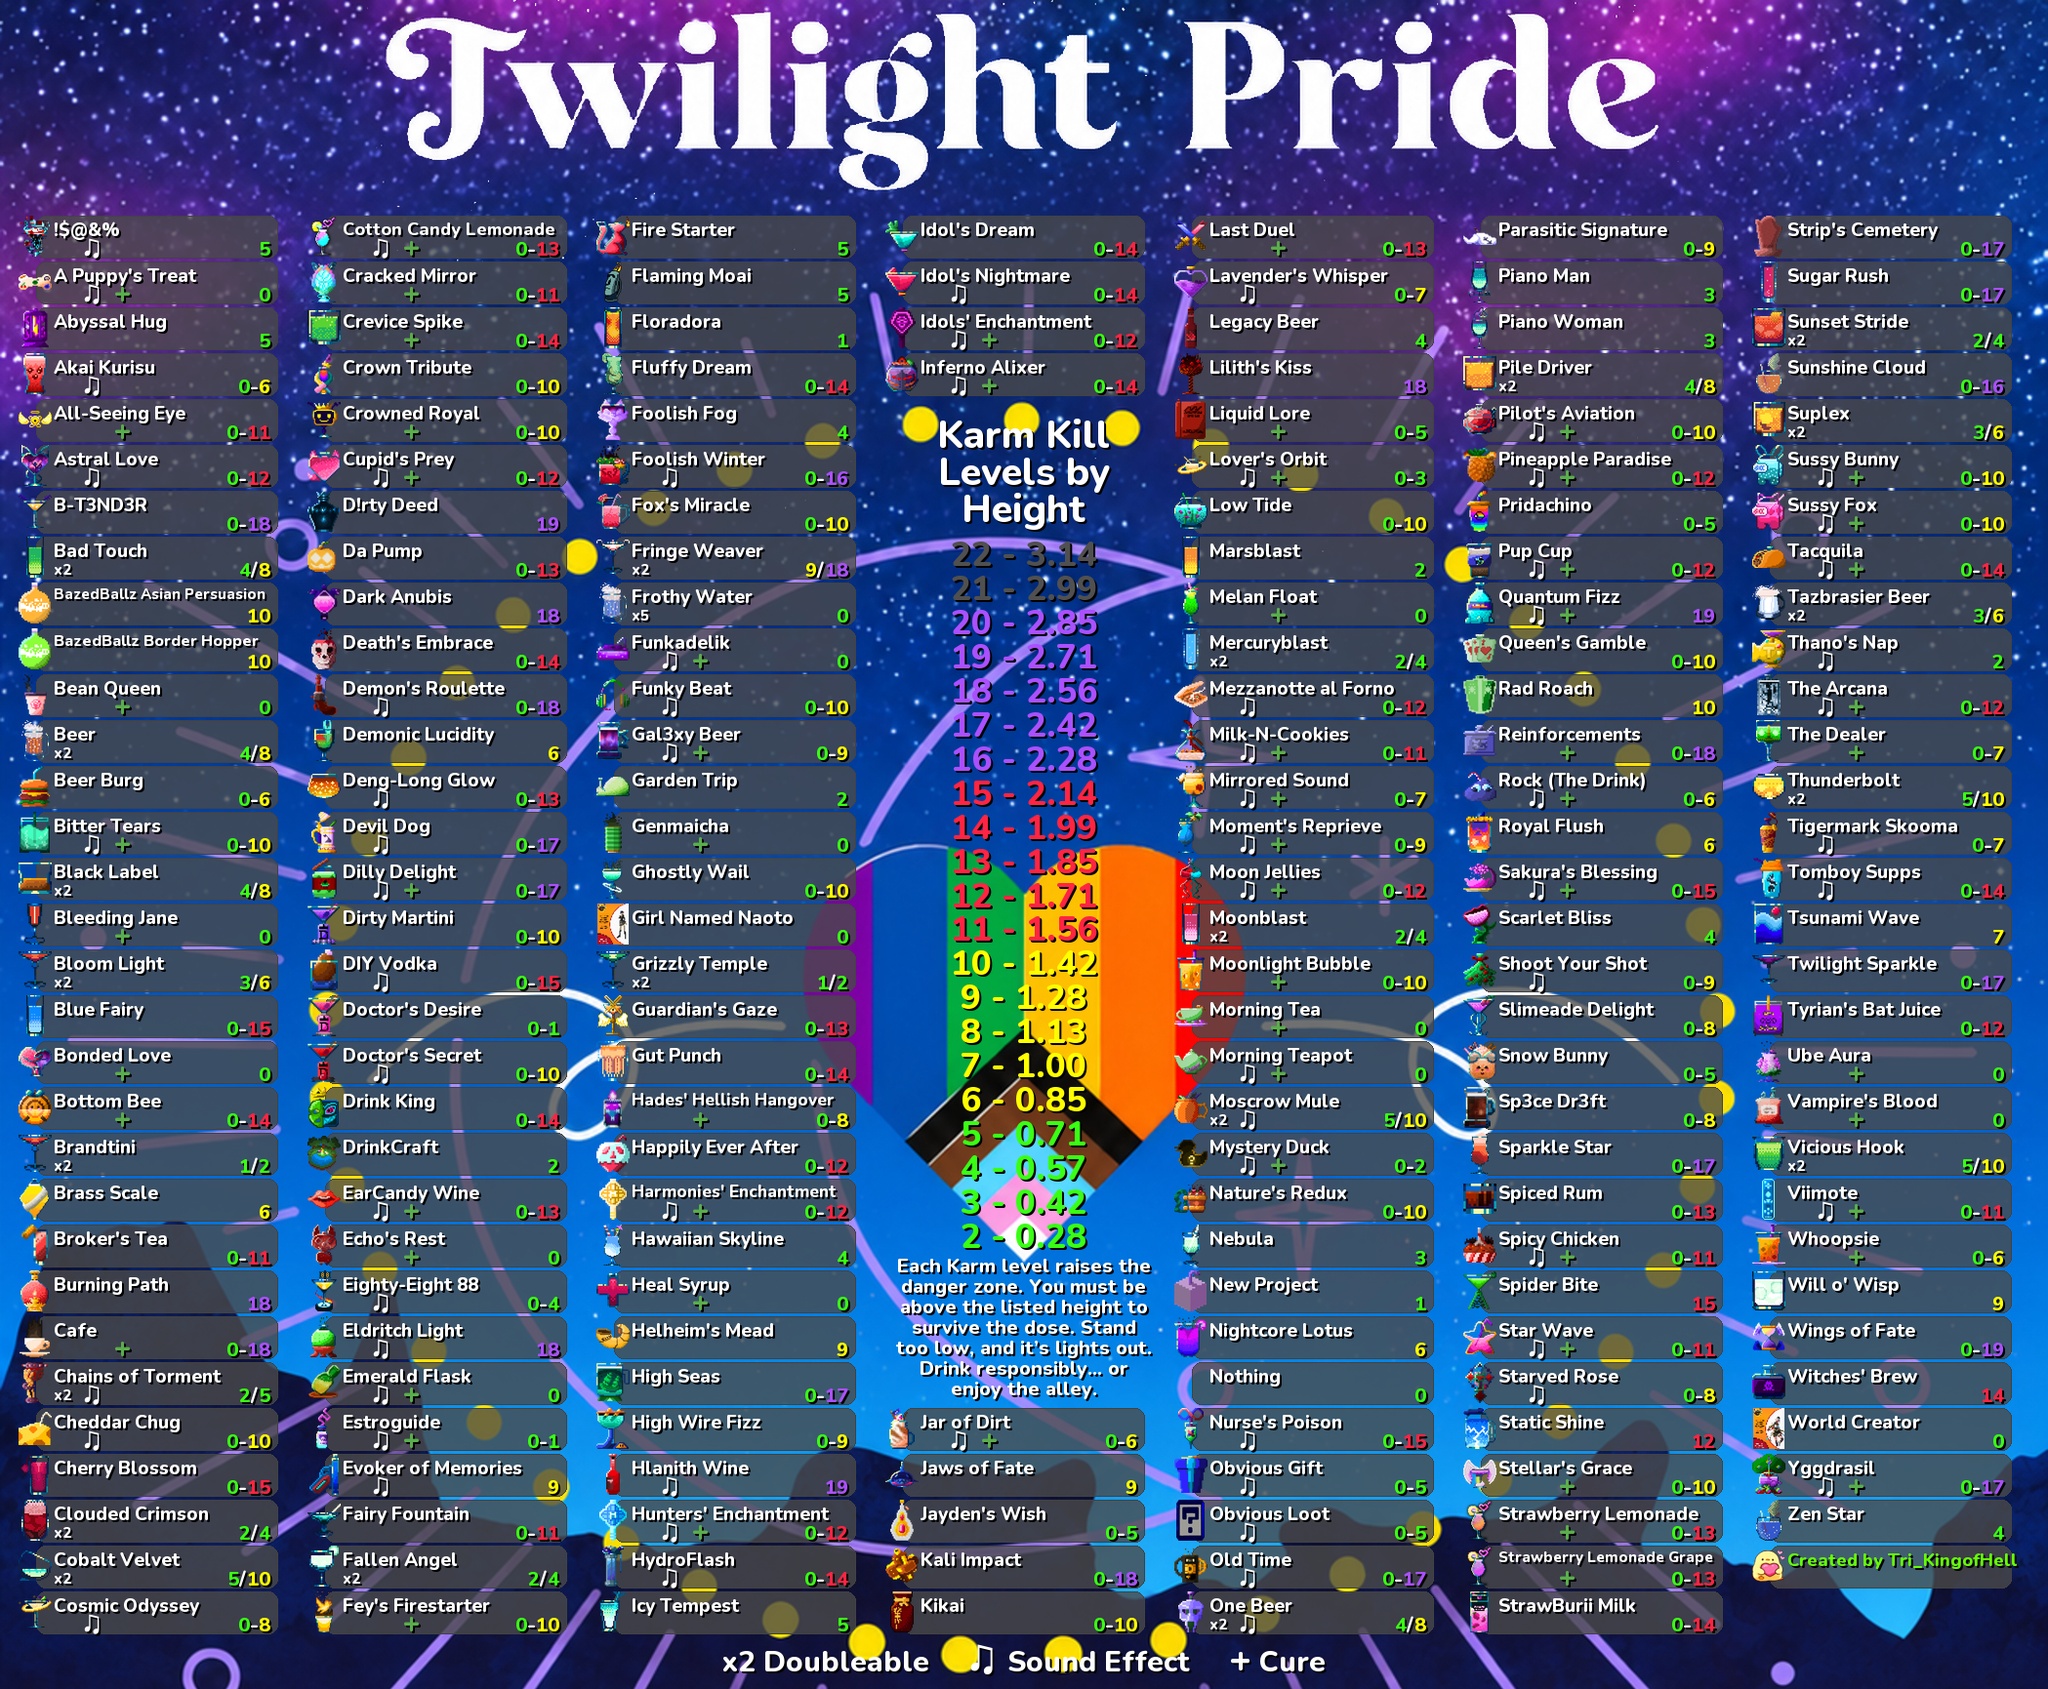 Twilight Pride
!$@&%
♫ 5
A Puppy's Treat
♫ + 0
Abyssal Hug
5
Akai Kurisu
♫ 0-6
All-Seeing Eye
+ 0-11
Astral Love
♫ 0-12
B-T3ND3R
0-18
Bad Touch
x2 4/8
BazedBallz Asian Persuasion
10
BazedBallz Border Hopper
10
Bean Queen
+ 0
Beer
x2 4/8
Beer Burg
0-6
Bitter Tears
♫ + 0-10
Black Label
x2 4/8
Bleeding Jane
+ 0
Bloom Light
x2 3/6
Blue Fairy
0-15
Bonded Love
+ 0
Bottom Bee
+ 0-14
Brandtini
x2 1/2
Brass Scale
6
Broker's Tea
0-11
Burning Path
18
Cafe
+ 0-18
Chains of Torment
x2 ♫ 2/5
Cheddar Chug
♫ 0-10
Cherry Blossom
0-15
Clouded Crimson
x2 2/4
Cobalt Velvet
x2 5/10
Cosmic Odyssey
♫ 0-8
Cotton Candy Lemonade
♫ + 0-13
Cracked Mirror
+ 0-11
Crevice Spike
+ 0-14
Crown Tribute
0-10
Crowned Royal
+ 0-10
Cupid's Prey
♫ + 0-12
D!rty Deed
19
Da Pump
0-13
Dark Anubis
18
Death's Embrace
0-14
Demon's Roulette
♫ 0-18
Demonic Lucidity
6
Deng-Long Glow
♫ 0-13
Devil Dog
♫ 0-17
Dilly Delight
♫ + 0-17
Dirty Martini
0-10
DIY Vodka
♫ 0-15
Doctor's Desire
0-1
Doctor's Secret
♫ 0-10
Drink King
0-14
DrinkCraft
2
EarCandy Wine
♫ + 0-13
Echo's Rest
+ 0
Eighty-Eight 88
♫ 0-4
Eldritch Light
♫ 18
Emerald Flask
♫ + 0
Estroguide
♫ + 0-1
Evoker of Memories
♫ 9
Fairy Fountain
0-11
Fallen Angel
x2 2/4
Fey's Firestarter
+ 0-10
Fire Starter
5
Flaming Moai
5
Floradora
1
Fluffy Dream
0-14
Foolish Fog
4
Foolish Winter
♫ 0-16
Fox's Miracle
0-10
Fringe Weaver
x2 9/18
Frothy Water
x5 0
Funkadelik
♫ + 0
Funky Beat
♫ 0-10
Gal3xy Beer
♫ + 0-9
Garden Trip
2
Genmaicha
+ 0
Ghostly Wail
0-10
Girl Named Naoto
0
Grizzly Temple
x2 1/2
Guardian's Gaze
0-13
Gut Punch
0-14
Hades' Hellish Hangover
+ 0-8
Happily Ever After
0-12
Harmonies' Enchantment
♫ + 0-12
Hawaiian Skyline
4
Heal Syrup
+ 0
Helheim's Mead
9
High Seas
0-17
High Wire Fizz
0-9
Hlanith Wine
♫ 19
Hunters' Enchantment
♫ + 0-12
HydroFlash
♫ 0-14
Icy Tempest
5
Idol's Dream
0-14
Idol's Nightmare
♫ 0-14
Idols' Enchantment
♫ + 0-12
Inferno Alixer
♫ + 0-14
Karm Kill
Levels by
Height
22 - 3.14
21 - 2.99
20 - 2.85
19 - 2.71
18 - 2.56
17 - 2.42
16 - 2.28
15 - 2.14
14 - 1.99
13 - 1.85
12 - 1.71
11 - 1.56
10 - 1.42
9 - 1.28
8 - 1.13
7 - 1.00
6 - 0.85
5 - 0.71
4 - 0.57
3 - 0.42
2 - 0.28
Each Karm level raises the
danger zone. You must be
above the listed height to
survive the dose. Stand
too low, and it's lights out.
Drink responsibly... or
enjoy the alley.
Jar of Dirt
♫ + 0-6
Jaws of Fate
9
Jayden's Wish
0-5
Kali Impact
0-18
Kikai
0-10
Last Duel
+ 0-13
Lavender's Whisper
♫ 0-7
Legacy Beer
4
Lilith's Kiss
18
Liquid Lore
+ 0-5
Lover's Orbit
♫ + 0-3
Low Tide
0-10
Marsblast
2
Melan Float
+ 0
Mercuryblast
x2 2/4
Mezzanotte al Forno
♫ 0-12
Milk-N-Cookies
♫ + 0-11
Mirrored Sound
♫ + 0-7
Moment's Reprieve
♫ + 0-9
Moon Jellies
♫ + 0-12
Moonblast
x2 2/4
Moonlight Bubble
+ 0-10
Morning Tea
+ 0
Morning Teapot
♫ + 0
Moscrow Mule
x2 ♫ 5/10
Mystery Duck
♫ + 0-2
Nature's Redux
0-10
Nebula
3
New Project
1
Nightcore Lotus
6
Nothing
0
Nurse's Poison
♫ 0-15
Obvious Gift
♫ 0-5
Obvious Loot
♫ 0-5
Old Time
♫ 0-17
One Beer
x2 ♫ 4/8
Parasitic Signature
0-9
Piano Man
3
Piano Woman
3
Pile Driver
x2 4/8
Pilot's Aviation
♫ + 0-10
Pineapple Paradise
♫ + 0-12
Pridachino
0-5
Pup Cup
♫ + 0-12
Quantum Fizz
♫ + 19
Queen's Gamble
0-10
Rad Roach
10
Reinforcements
+ 0-18
Rock (The Drink)
♫ + 0-6
Royal Flush
6
Sakura's Blessing
♫ + 0-15
Scarlet Bliss
4
Shoot Your Shot
♫ 0-9
Slimeade Delight
0-8
Snow Bunny
0-5
Sp3ce Dr3ft
0-8
Sparkle Star
0-17
Spiced Rum
0-13
Spicy Chicken
♫ + 0-11
Spider Bite
15
Star Wave
♫ + 0-11
Starved Rose
♫ 0-8
Static Shine
12
Stellar's Grace
+ 0-10
Strawberry Lemonade
+ 0-13
Strawberry Lemonade Grape
+ 0-13
StrawBurii Milk
0-14
Strip's Cemetery
0-17
Sugar Rush
0-17
Sunset Stride
x2 2/4
Sunshine Cloud
0-16
Suplex
x2 3/6
Sussy Bunny
♫ + 0-10
Sussy Fox
♫ + 0-10
Tacquila
♫ + 0-14
Tazbrasier Beer
x2 3/6
Thano's Nap
♫ 2
The Arcana
♫ + 0-12
The Dealer
+ 0-7
Thunderbolt
x2 5/10
Tigermark Skooma
♫ 0-7
Tomboy Supps
♫ 0-14
Tsunami Wave
7
Twilight Sparkle
0-17
Tyrian's Bat Juice
0-12
Ube Aura
+ 0
Vampire's Blood
+ 0
Vicious Hook
x2 5/10
Viimote
♫ + 0-11
Whoopsie
+ 0-6
Will o' Wisp
9
Wings of Fate
0-19
Witches' Brew
14
World Creator
0
Yggdrasil
♫ + 0-17
Zen Star
4
Created by Tri_KingofHell
x2 Doubleable ♫ Sound Effect + Cure